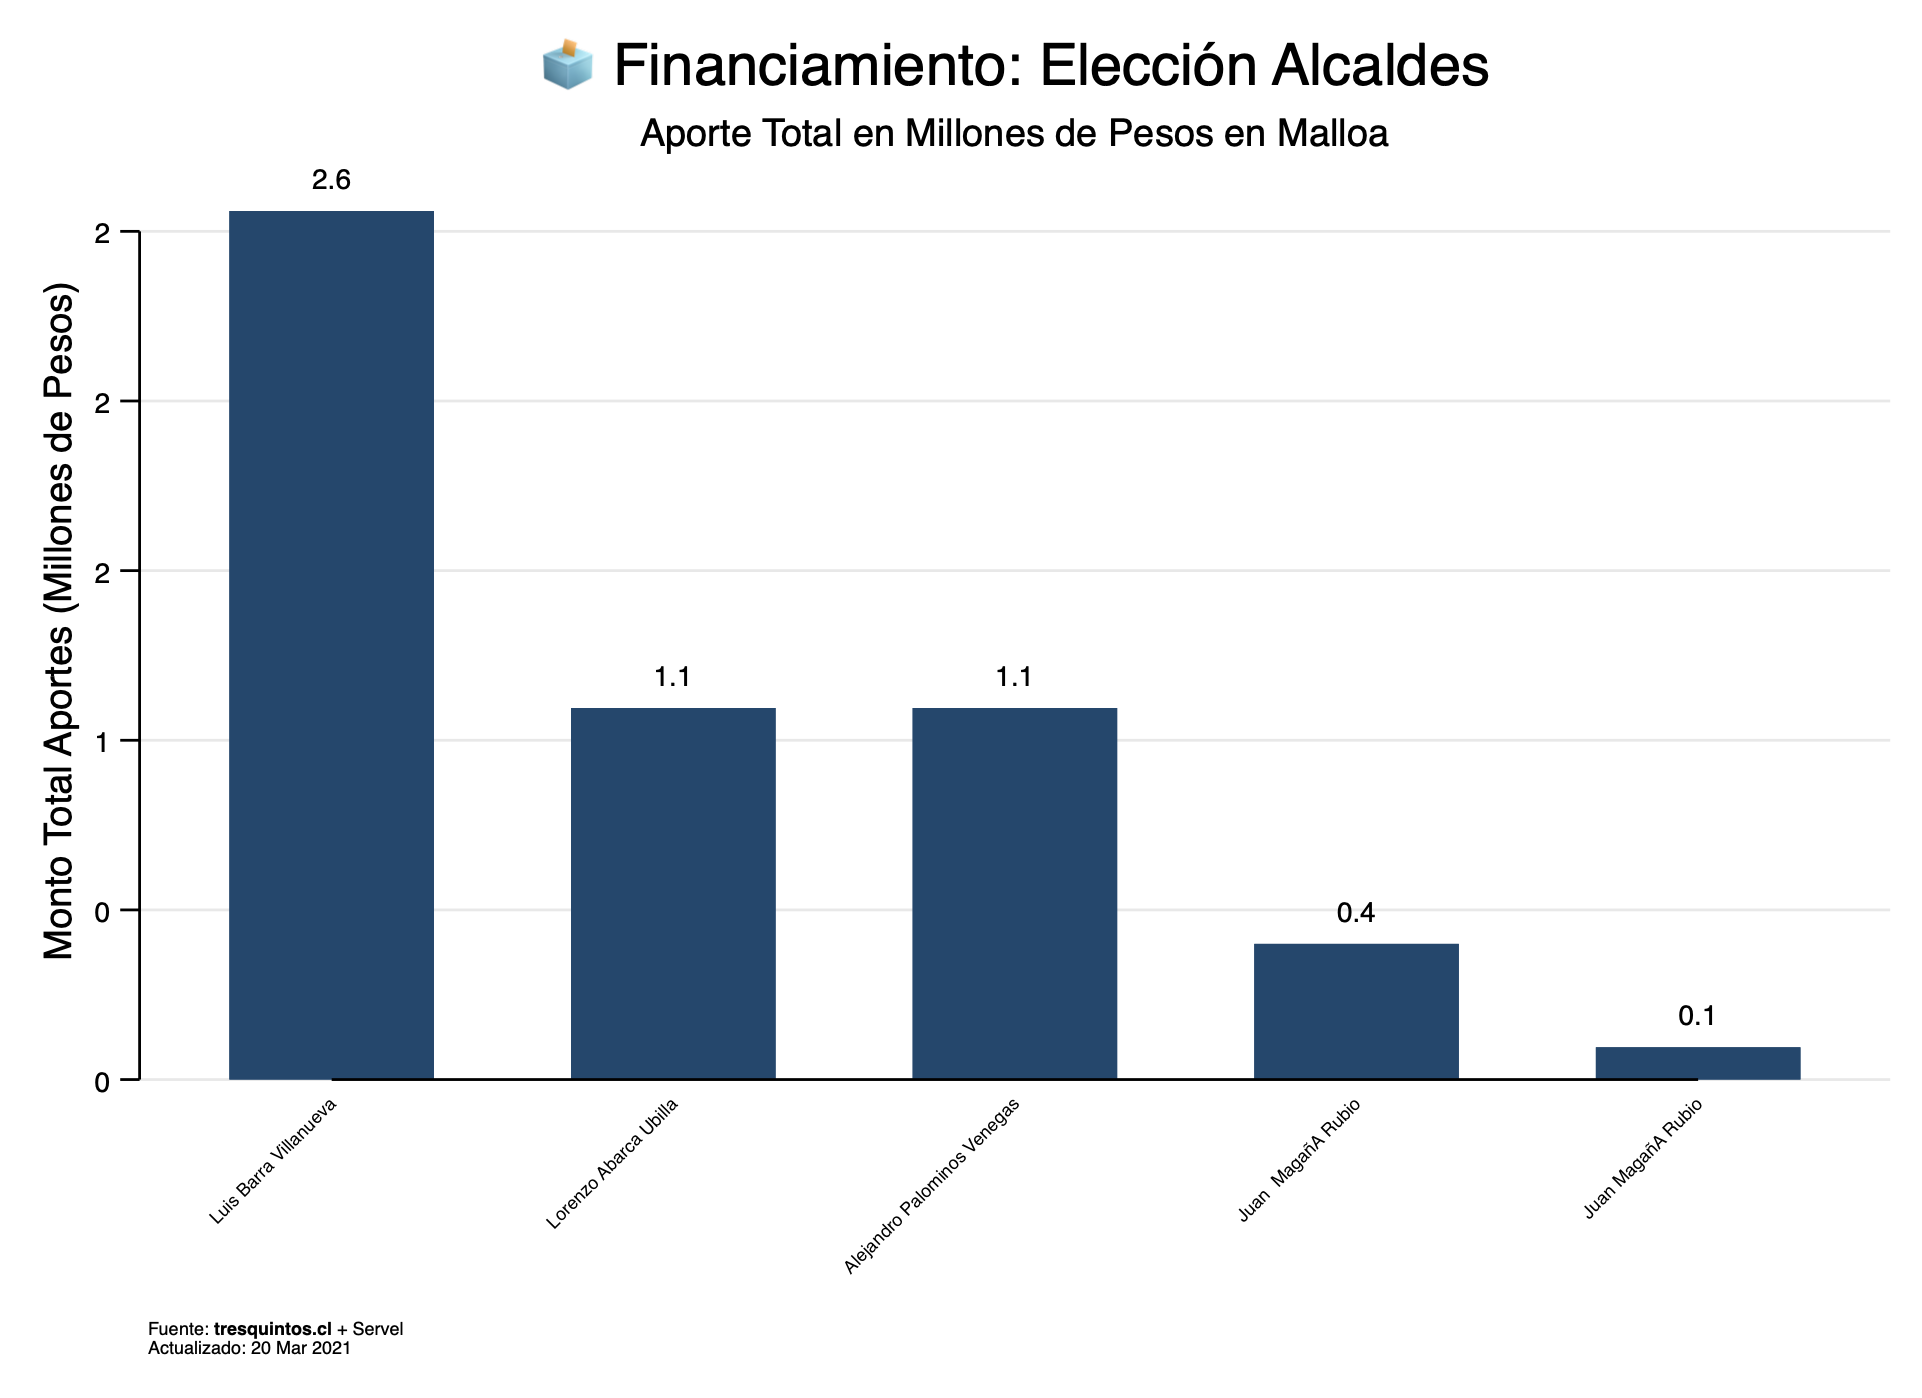 Financiamiento: Elección Alcaldes
Aporte Total en Millones de Pesos en Malloa
Monto Total Aportes (Millones de Pesos)
2
2
2
1
0
0
2.6
1.1
1.1
0.4
0.1
Luis Barra Villanueva
Lorenzo Abarca Ubilla
Alejandro Palominos Venegas
Juan  MagañA Rubio
Juan MagañA Rubio
Fuente: tresquintos.cl + Servel
Actualizado: 20 Mar 2021